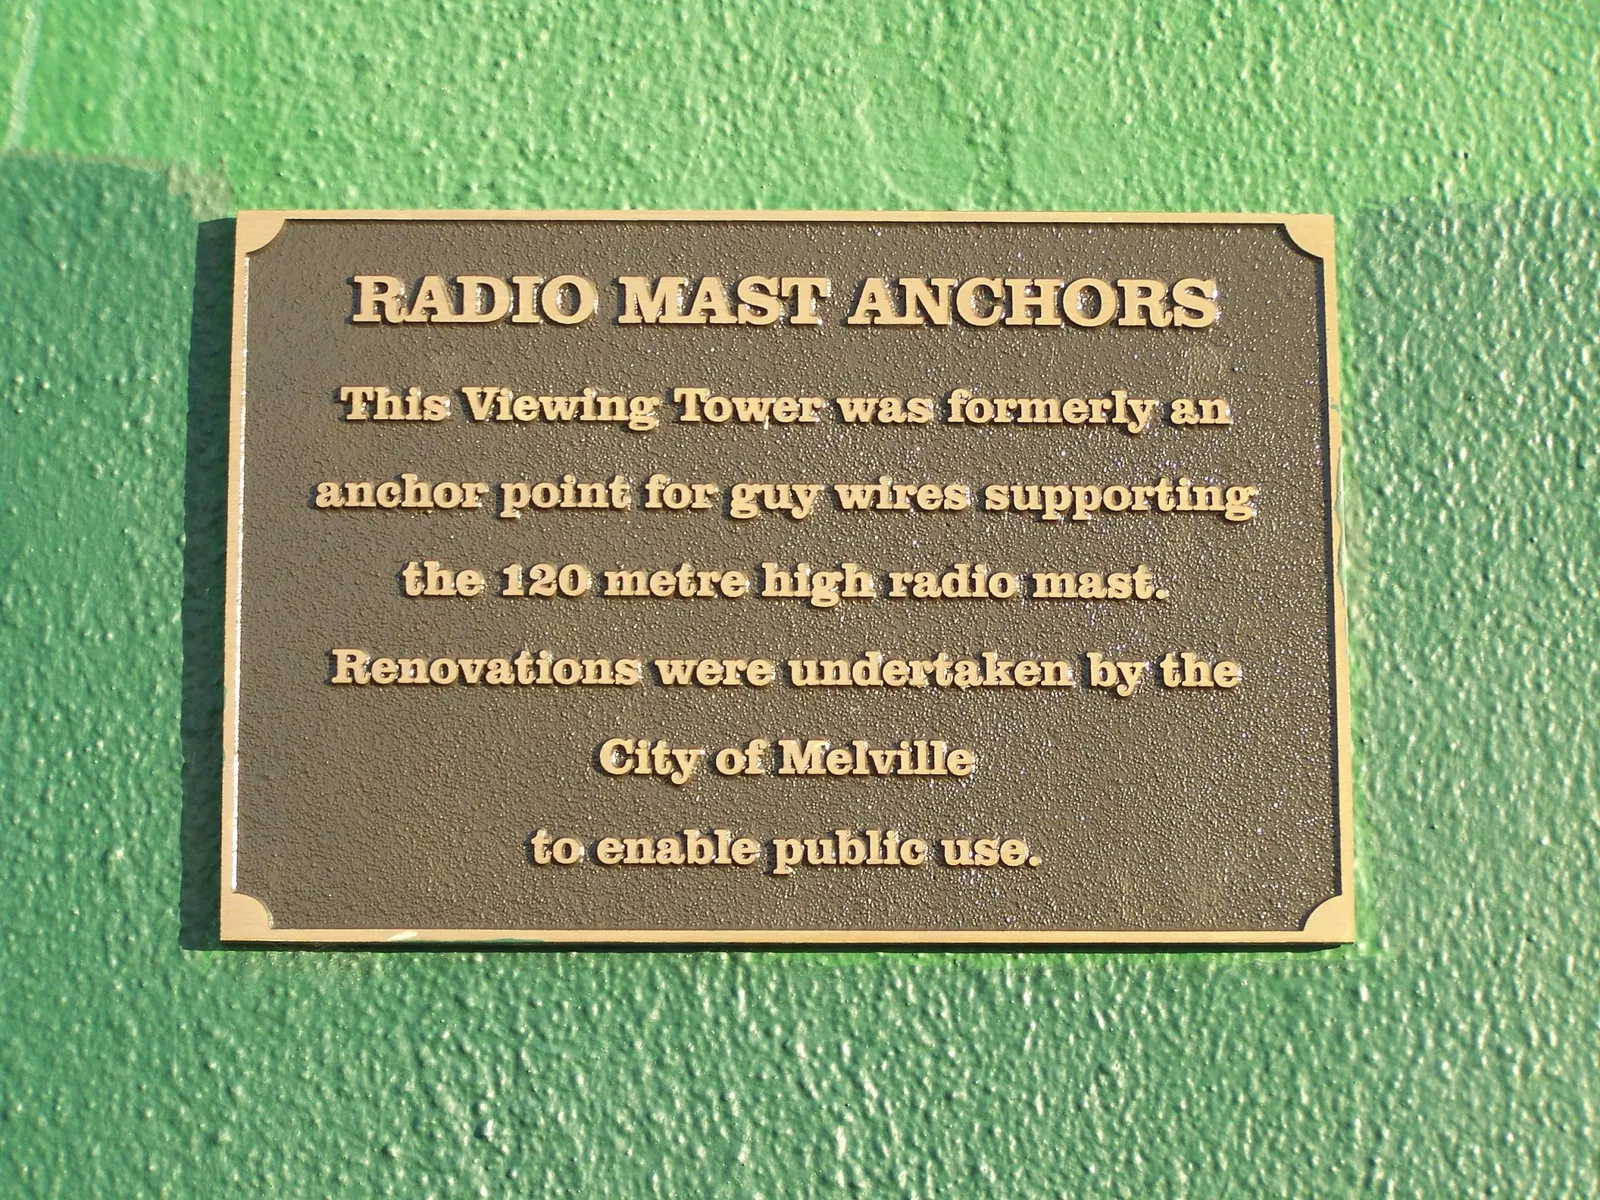 RADIO MAST ANCHORS
This Viewing Tower was formerly an
anchor point for guy wires supporting
the 120 metre high radio mast.
Renovations were undertaken by the
City of Melville
to enable public use.